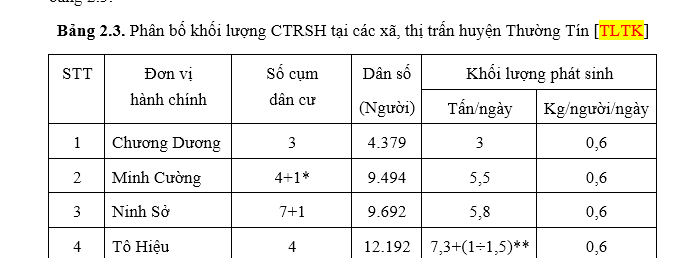 Bảng 2.3. Phân bố khối lượng CTRSH tại các xã, thị trấn huyện Thường Tín [TLTK]
STT Đơn vị hành chính Số cụm dân cư Dân số (Người) Khối lượng phát sinh
Tấn/ngày Kg/người/ngày
1 Chương Dương 3 4.379 3 0,6
2 Minh Cường 4+1* 9.494 5,5 0,6
3 Ninh Sở 7+1 9.692 5,8 0,6
4 Tô Hiệu 4 12.192 7,3+(1÷1,5)** 0,6